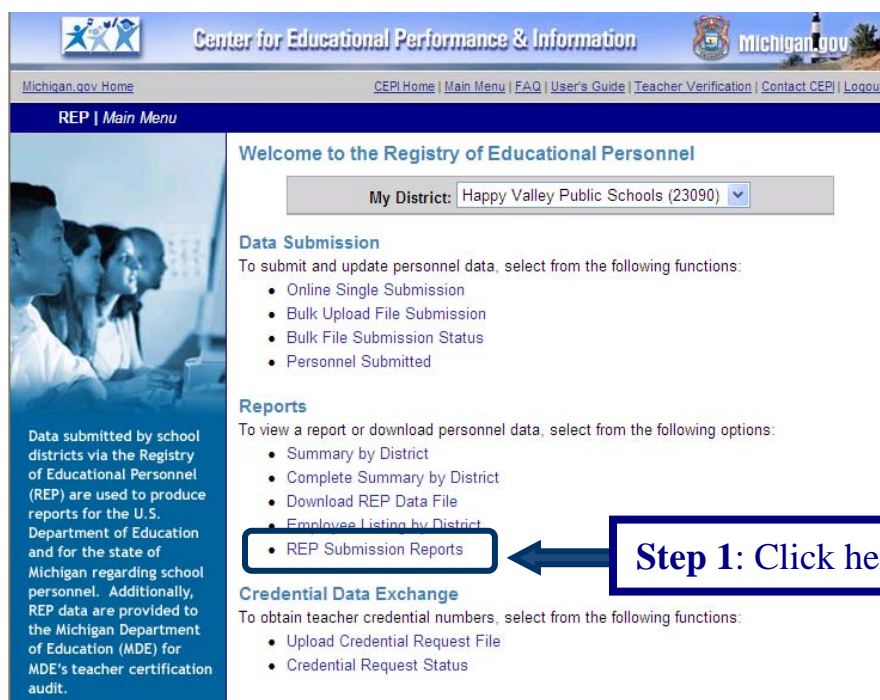 Center for Educational Performance & Information
Michigan.gov
Michigan.gov Home
CEPI Home | Main Menu | FAQ | User's Guide | Teacher Verification | Contact CEPI | Logout
REP | Main Menu
Welcome to the Registry of Educational Personnel
My District: Happy Valley Public Schools (23090)
Data Submission
To submit and update personnel data, select from the following functions:
• Online Single Submission
• Bulk Upload File Submission
• Bulk File Submission Status
• Personnel Submitted
Reports
To view a report or download personnel data, select from the following options:
• Summary by District
• Complete Summary by District
• Download REP Data File
• Employee Listing by District
• REP Submission Reports
Step 1: Click he
Credential Data Exchange
To obtain teacher credential numbers, select from the following functions:
• Upload Credential Request File
• Credential Request Status
Data submitted by school
districts via the Registry
of Educational Personnel
(REP) are used to produce
reports for the U.S.
Department of Education
and for the state of
Michigan regarding school
personnel. Additionally,
REP data are provided to
the Michigan Department
of Education (MDE) for
MDE's teacher certification
audit.